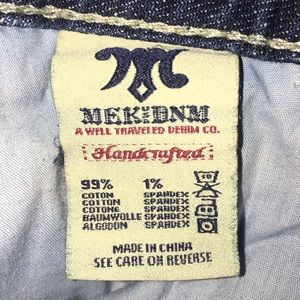 MEK DNM
A WELL TRAVELED DENIM CO.
Handcrafted
99% 1%
COTTON SPANDEX
COTON SPANDEX
COTONE SPANDEX
BAUMWOLLE SPANDEX
ALGODON SPANDEX
MADE IN CHINA
SEE CARE ON REVERSE